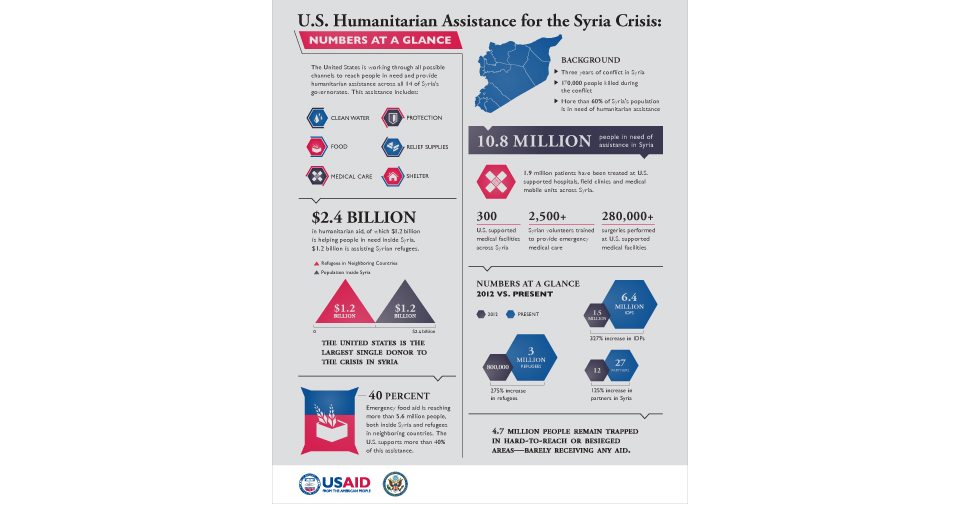 U.S. Humanitarian Assistance for the Syria Crisis:
NUMBERS AT A GLANCE
The United States is working through all possible
channels to reach people in need and provide
humanitarian assistance across all 14 of Syria's
governorates. This assistance includes:
CLEAN WATER
PROTECTION
FOOD
RELIEF SUPPLIES
MEDICAL CARE
SHELTER
$2.4 BILLION
in humanitarian aid, of which $1.2 billion
is helping people in need inside Syria,
$1.2 billion is assisting Syrian refugees.
Refugees in Neighboring Countries
Population Inside Syria
$1.2
BILLION
$1.2
BILLION
0
$2.4 billion
THE UNITED STATES IS THE
LARGEST SINGLE DONOR TO
THE CRISIS IN SYRIA
40 PERCENT
Emergency food aid is reaching
more than 5.6 million people,
both inside Syria and refugees
in neighboring countries. The
U.S. supports more than 40%
of this assistance.
BACKGROUND
Three years of conflict in Syria
170,000 people killed during
the conflict
More than 60% of Syria's population
is in need of humanitarian assistance
10.8 MILLION
people in need of
assistance in Syria
1.9 million patients have been treated at U.S.
supported hospitals, field clinics and medical
mobile units across Syria.
300
U.S. supported
medical facilities
across Syria
2,500+
Syrian volunteers trained
to provide emergency
medical care
280,000+
surgeries performed
at U.S. supported
medical facilities
NUMBERS AT A GLANCE
2012 VS. PRESENT
2012
PRESENT
1.5
MILLION
6.4
MILLION
IDPS
327% increase in IDPs
800,000
3
MILLION
REFUGEES
275% increase
in refugees
12
27
PARTNERS
125% increase in
partners in Syria
4.7 MILLION PEOPLE REMAIN TRAPPED
IN HARD-TO-REACH OR BESIEGED
AREAS—BARELY RECEIVING ANY AID.
USAID
FROM THE AMERICAN PEOPLE